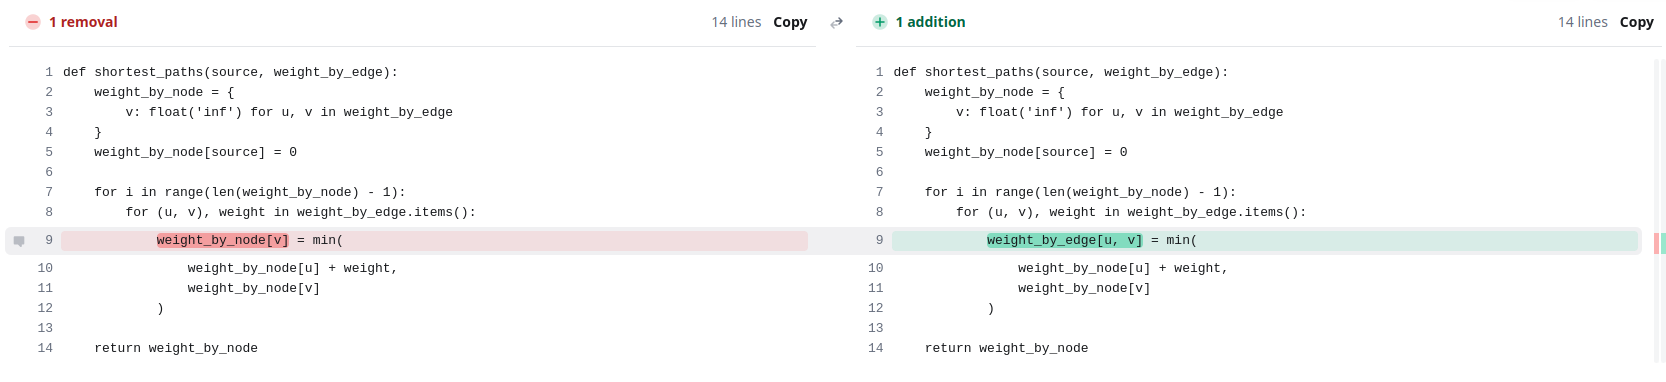 1 removal
14 lines Copy
1 def shortest_paths(source, weight_by_edge):
2     weight_by_node = {
3         v: float('inf') for u, v in weight_by_edge
4     }
5     weight_by_node[source] = 0
6
7     for i in range(len(weight_by_node) - 1):
8         for (u, v), weight in weight_by_edge.items():
9             weight_by_node[v] = min(
10                 weight_by_node[u] + weight,
11                 weight_by_node[v]
12             )
13
14     return weight_by_node
1 addition
14 lines Copy
1 def shortest_paths(source, weight_by_edge):
2     weight_by_node = {
3         v: float('inf') for u, v in weight_by_edge
4     }
5     weight_by_node[source] = 0
6
7     for i in range(len(weight_by_node) - 1):
8         for (u, v), weight in weight_by_edge.items():
9             weight_by_edge[u, v] = min(
10                 weight_by_node[u] + weight,
11                 weight_by_node[v]
12             )
13
14     return weight_by_node